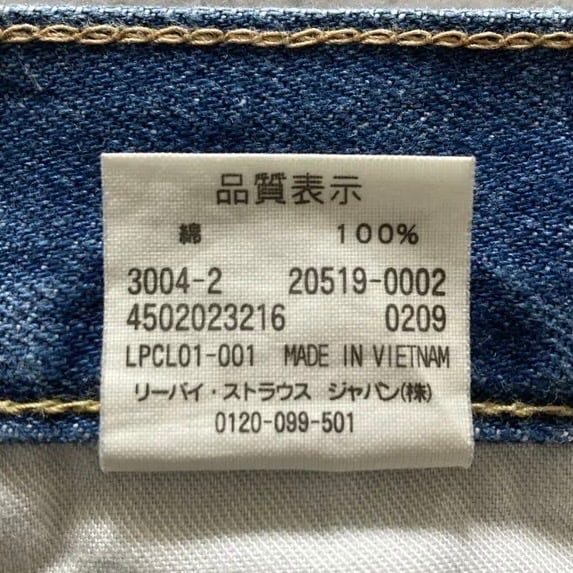 品質表示
綿 100%
3004-2 20519-0002
4502023216 0209
LPCL01-001 MADE IN VIETNAM
リーバイ・ストラウス ジャパン(株)
0120-099-501